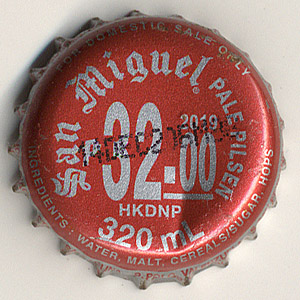 FOR DOMESTIC SALE ONLY
San Miguel
PALE PILSEN
2019
32.00
HKDNP
320 mL
INGREDIENTS: WATER, MALT, CEREALS/SUGAR, HOPS